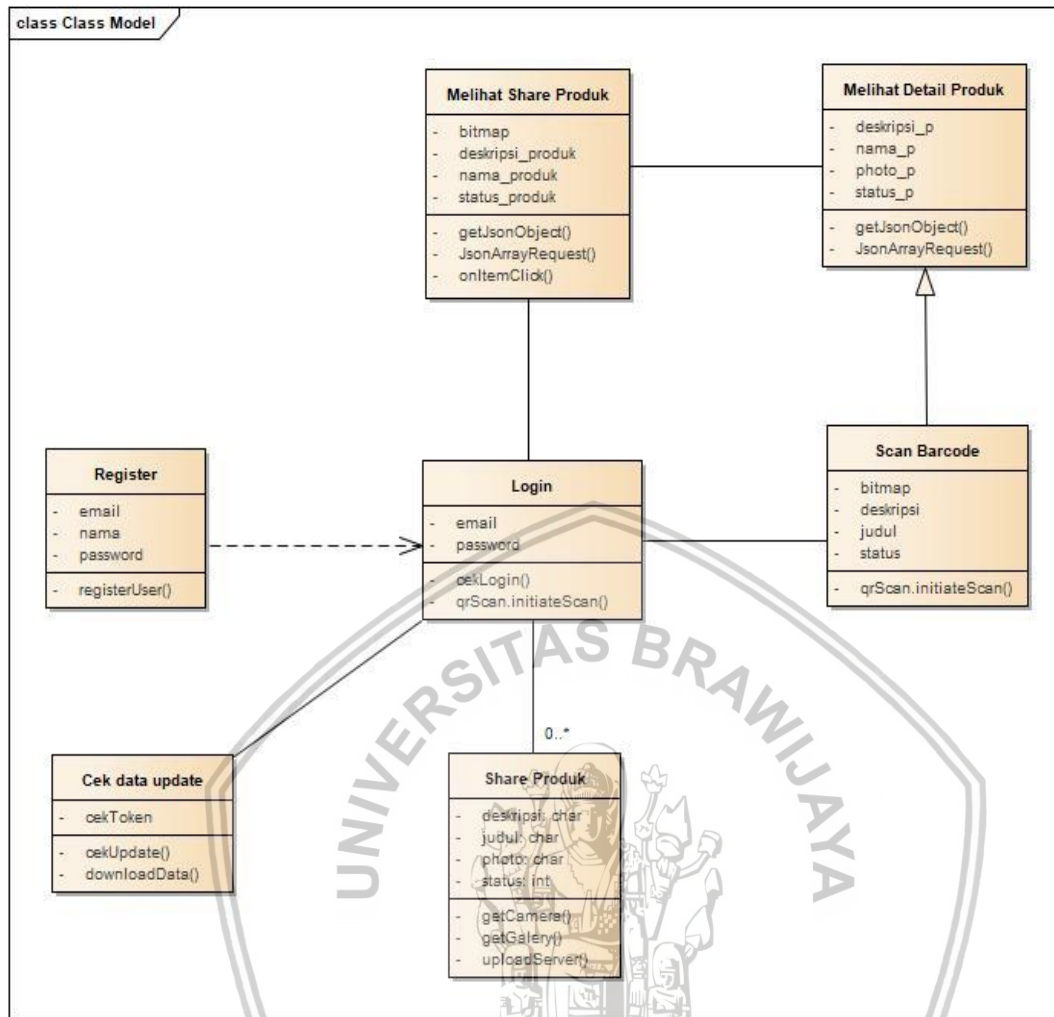 class Class Model
Melihat Share Produk
- bitmap
- deskripsi_produk
- nama_produk
- status_produk
- getJsonObject()
- JsonArrayRequest()
- onItemClick()
Melihat Detail Produk
- deskripsi_p
- nama_p
- photo_p
- status_p
- getJsonObject()
- JsonArrayRequest()
Register
- email
- nama
- password
- registerUser()
Login
- email
- password
- cekLogin()
- qrScan.initiateScan()
Scan Barcode
- bitmap
- deskripsi
- judul
- status
- qrScan.initiateScan()
Cek data update
- cekToken
- cekUpdate()
- downloadData()
0..*
Share Produk
- deskripsi: char
- judul: char
- photo: char
- status: int
- getCamera()
- getGalery()
- uploadServer()
UNIVERSITAS BRAWIJAYA